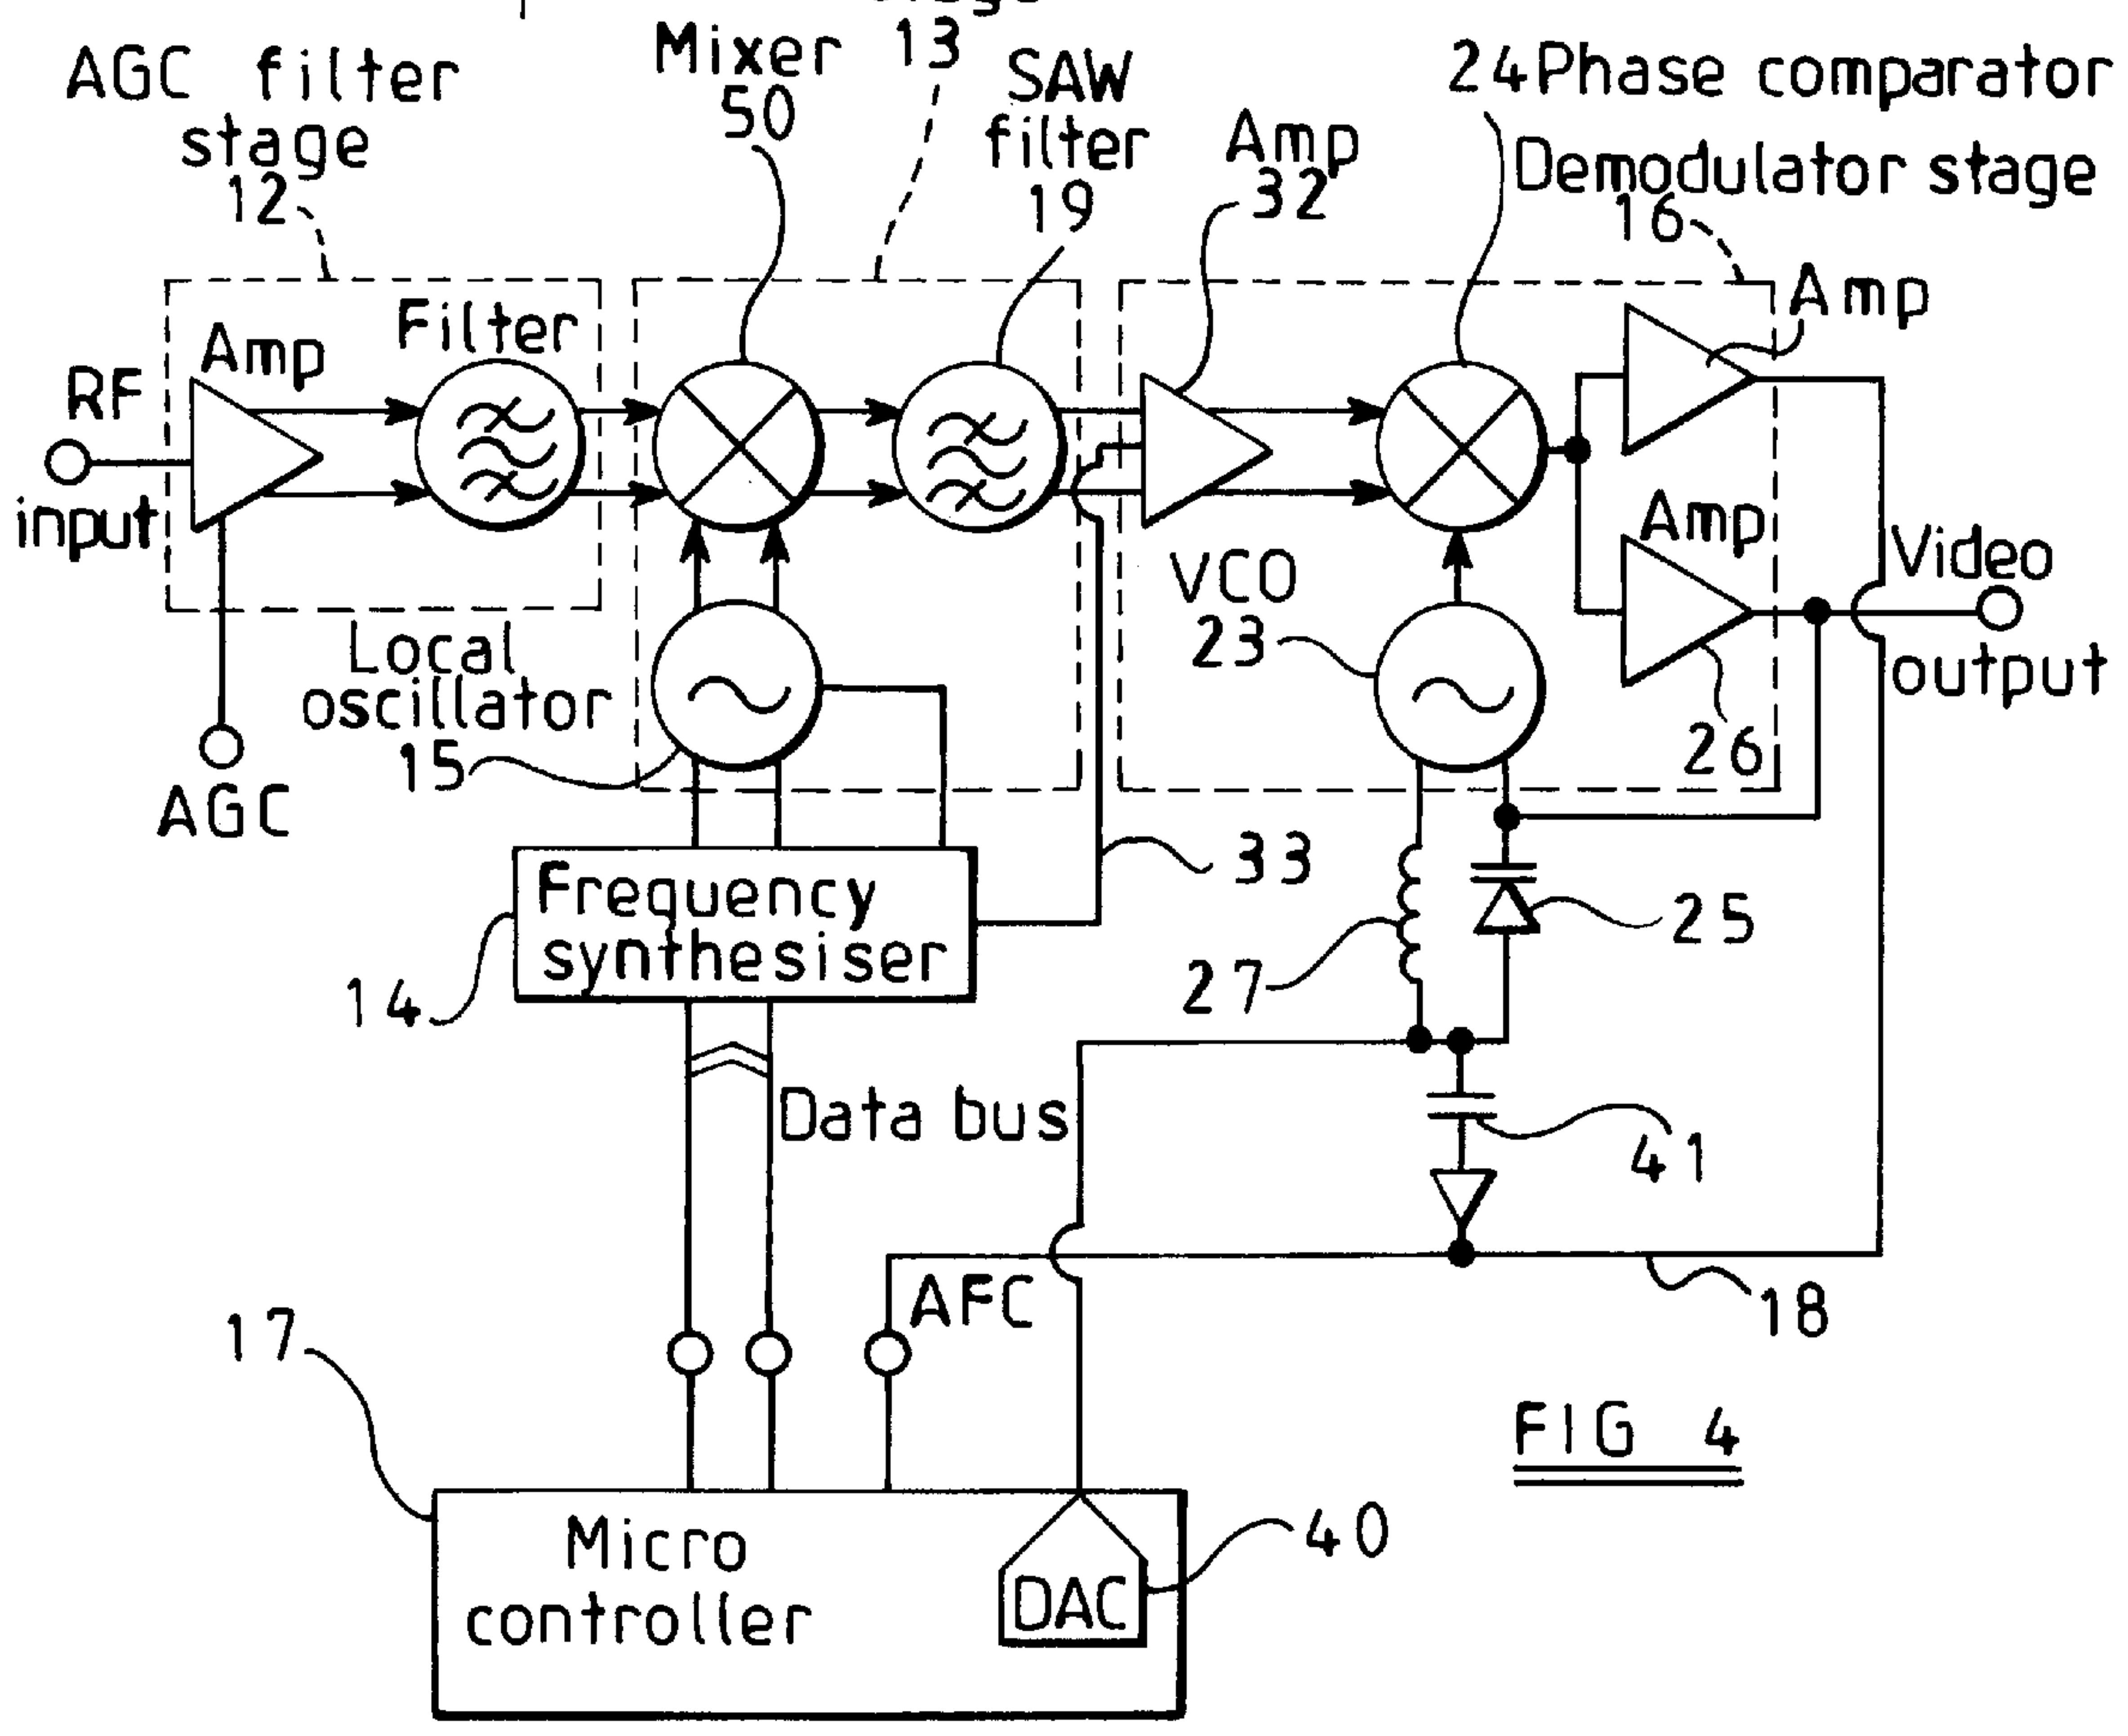 AGC filter
stage
12
Mixer
50
13
SAW
filter
19
Amp
32
24 Phase comparator
Demodulator stage
16
Amp
Filter
Amp
RF
input
AGC
Local
oscillator
15
VCO
23
Amp
26
Video
output
Frequency
synthesiser
14
33
27
25
Data bus
41
AFC
18
17
Micro
controller
DAC
40
FIG 4